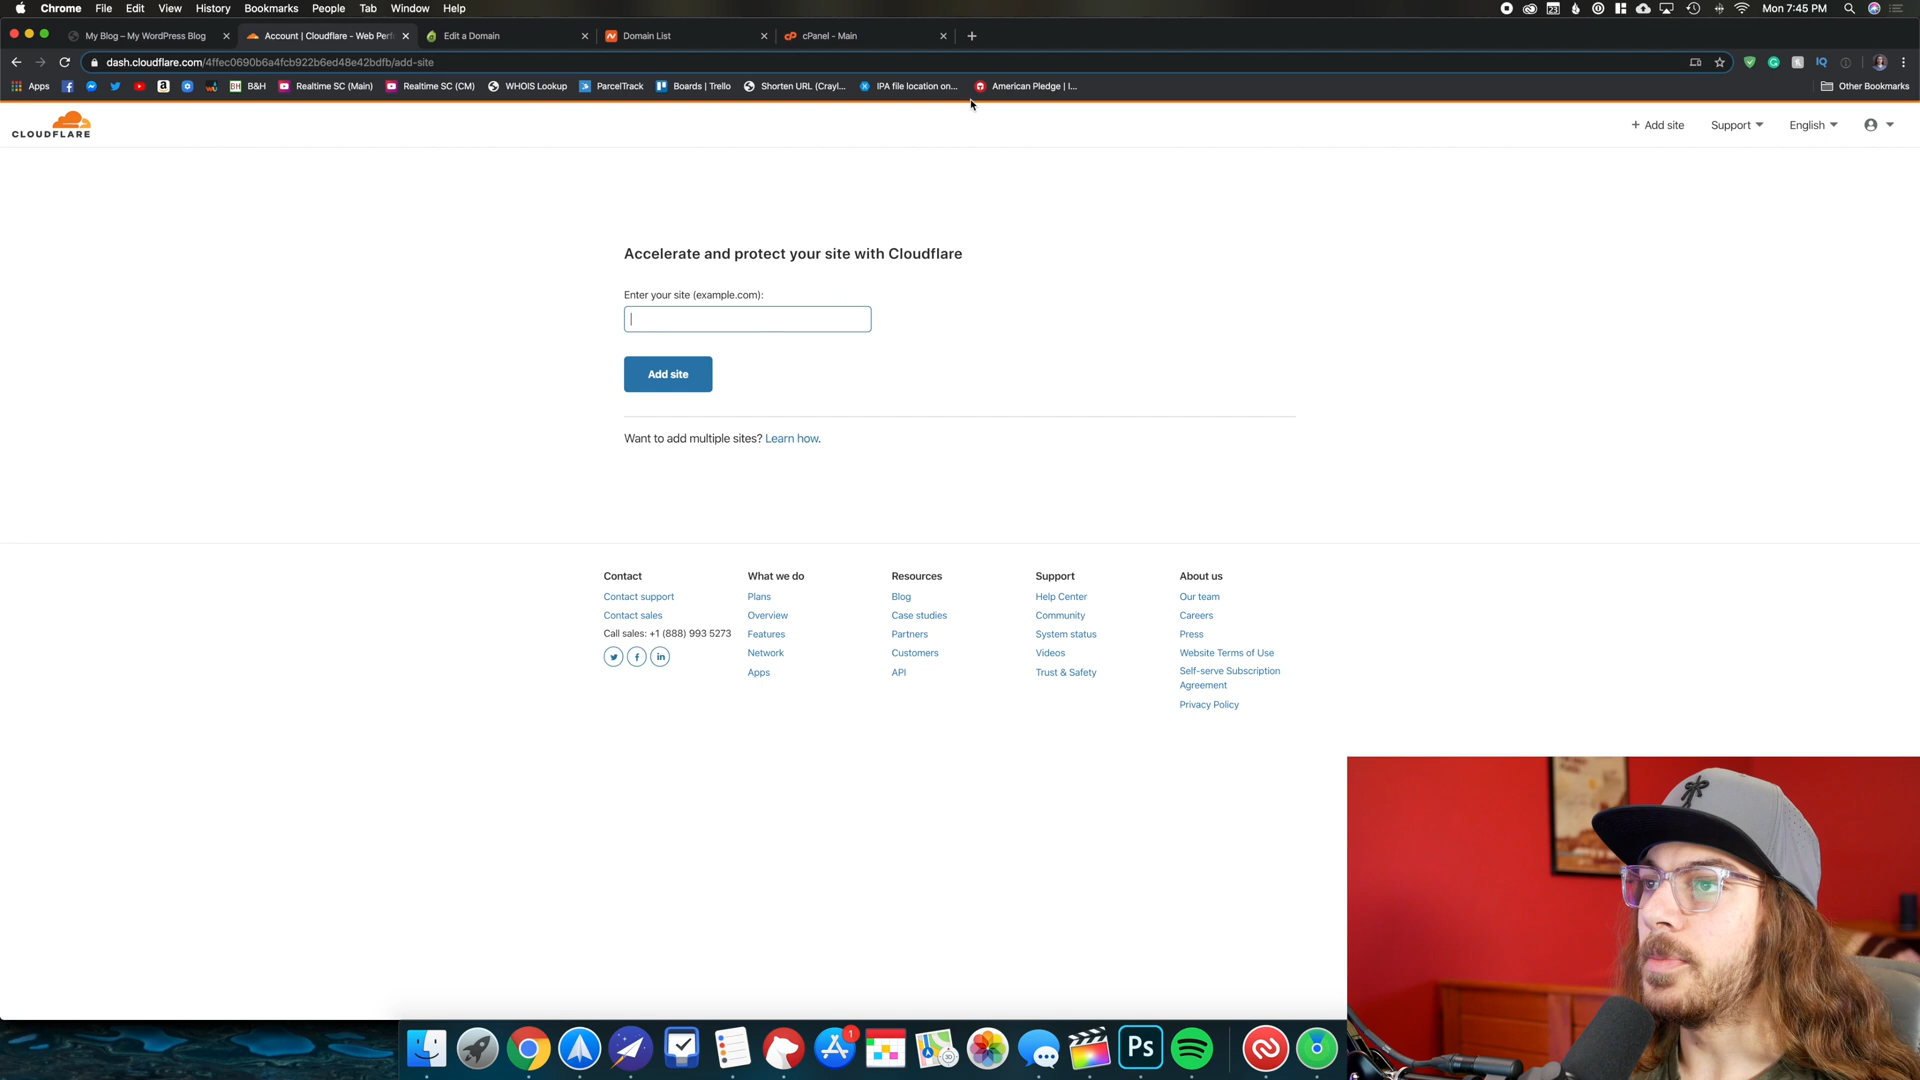 Chrome File Edit View History Bookmarks People Tab Window Help
23
Mon 7:45 PM
My Blog – My WordPress Blog
Account | Cloudflare - Web Perf
Edit a Domain
Domain List
cPanel - Main
dash.cloudflare.com/4ffec0690b6a4fcb922b6ed48e42bdfb/add-site
Apps
B&H
Realtime SC (Main)
Realtime SC (CM)
WHOIS Lookup
ParcelTrack
Boards | Trello
Shorten URL (Crayl...
IPA file location on...
American Pledge | I...
Other Bookmarks
CLOUDFLARE
+ Add site
Support
English
Accelerate and protect your site with Cloudflare
Enter your site (example.com):
Add site
Want to add multiple sites? Learn how.
Contact
Contact support
Contact sales
Call sales: +1 (888) 993 5273
What we do
Plans
Overview
Features
Network
Apps
Resources
Blog
Case studies
Partners
Customers
API
Support
Help Center
Community
System status
Videos
Trust & Safety
About us
Our team
Careers
Press
Website Terms of Use
Self-serve Subscription
Agreement
Privacy Policy
1
Ps